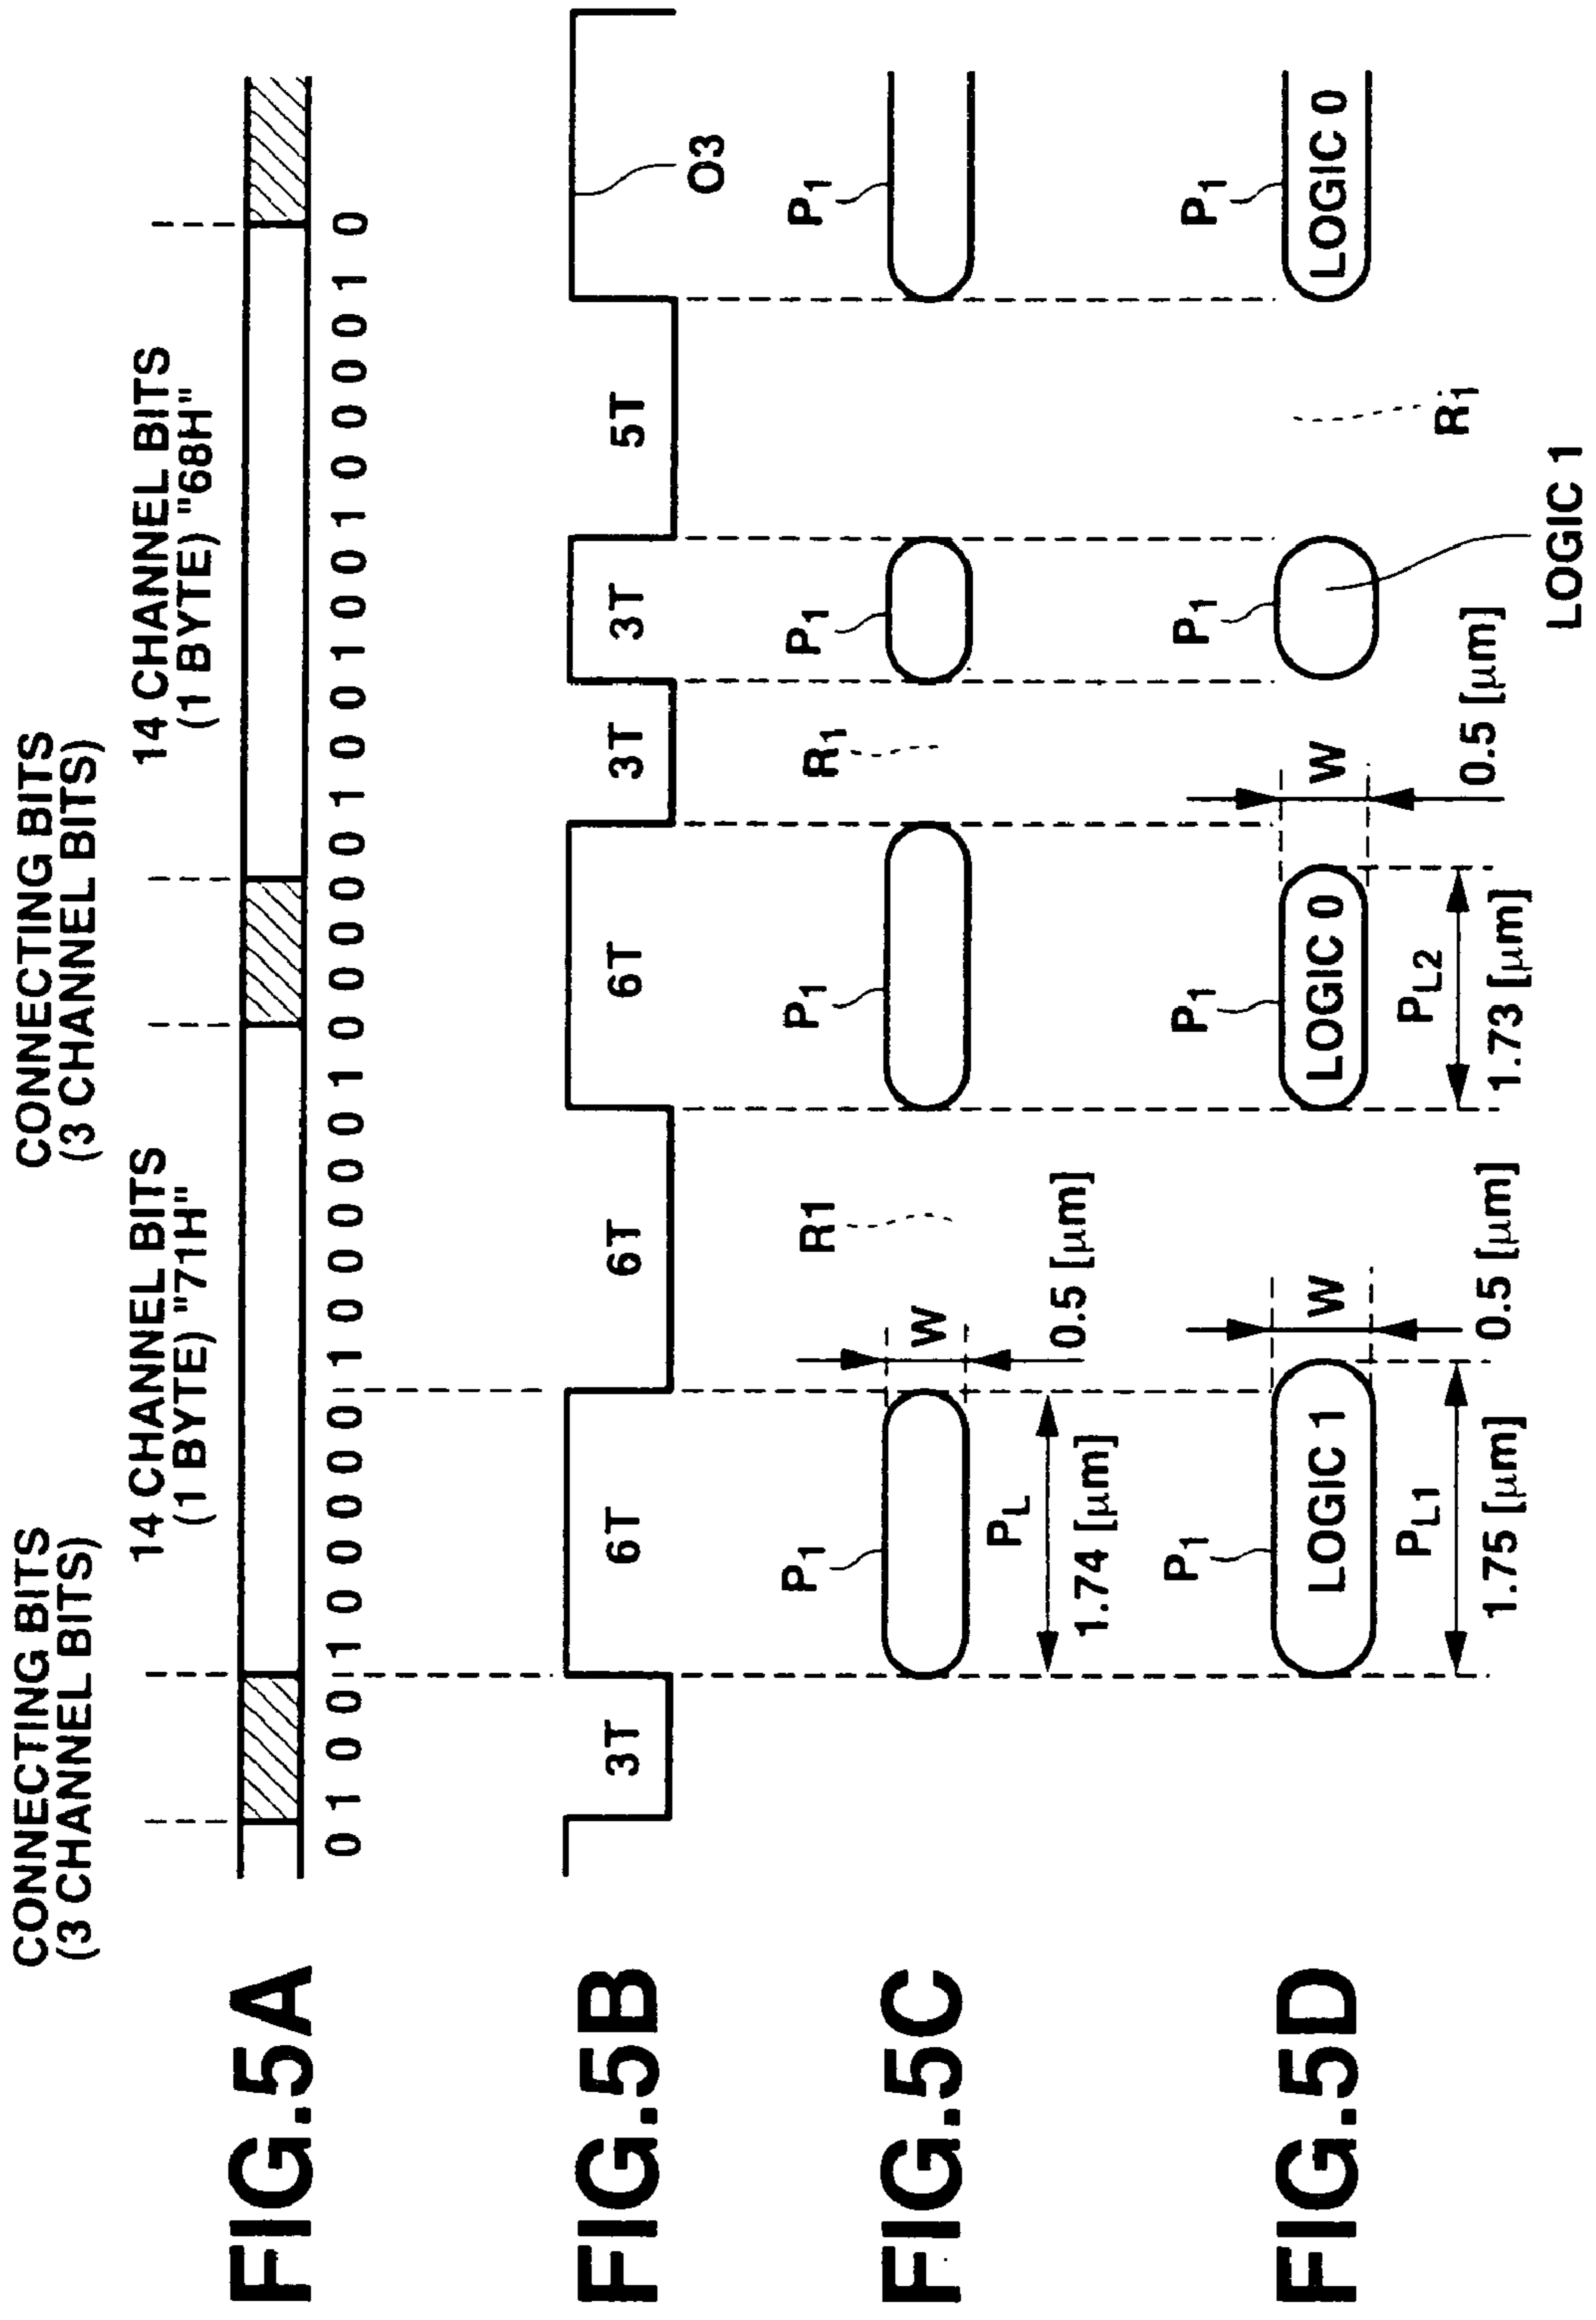 CONNECTING BITS
(3 CHANNEL BITS)
CONNECTING BITS
(3 CHANNEL BITS)
14 CHANNEL BITS
(1 BYTE) "71H"
14 CHANNEL BITS
(1 BYTE) "68H"
FIG.5A
0 1 0 0 1 0 0 0 0 0 1 0 0 0 0 0 1 0 0 0 0 0 1 0 0 1 0 0 1 0 0 0 0 1 0
FIG.5B
3T 6T 6T 6T 3T 3T 5T
O3
FIG.5C
P1 R1 P1 R1 P1 P1
W
PL
0.5 [µm]
1.74 [µm]
FIG.5D
P1 P1 P1 P1
LOGIC 1 W LOGIC 0 W LOGIC 0
PL1 PL2 R1
1.75 [µm] 0.5 [µm] 1.73 [µm] 0.5 [µm]
LOGIC 1